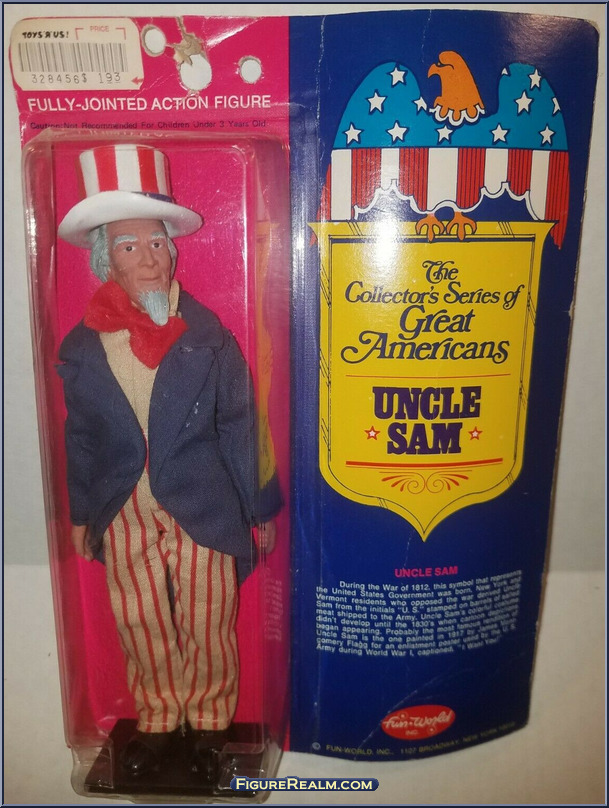 TOYS "R" US!
PRICE
328456$ 193
FULLY-JOINTED ACTION FIGURE
Caution: Not Recommended For Children Under 3 Years Old.
The
Collector's Series of
Great
Americans
UNCLE
SAM
UNCLE SAM
During the War of 1812, this symbol that represents
the United States Government was born. New York and
Vermont residents who opposed the war derived Uncle
Sam from the initials "U.S." stamped on barrels of salted
meat shipped to the Army. Uncle Sam's colorful costume
didn't develop until the 1830's when cartoon
began appearing. Probably the most famous rendition of
Uncle Sam is the one painted in 1917 by James Mont-
gomery Flagg for an enlistment poster used by the U.S.
Army during World War I, captioned, "I Want You!"
Fun-World
INC.
© FUN-WORLD, INC., 1107 BROADWAY, NEW YORK
FIGUREREALM.COM